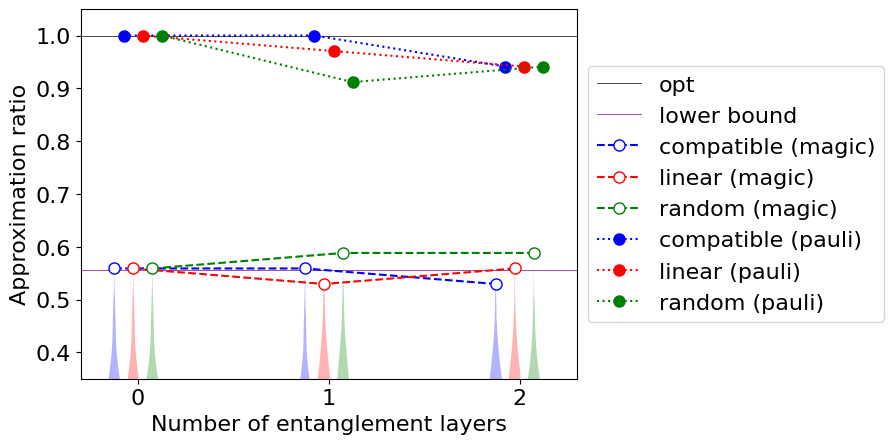 Approximation ratio
1.0
0.9
0.8
0.7
0.6
0.5
0.4
0
1
2
Number of entanglement layers
opt
lower bound
compatible (magic)
linear (magic)
random (magic)
compatible (pauli)
linear (pauli)
random (pauli)